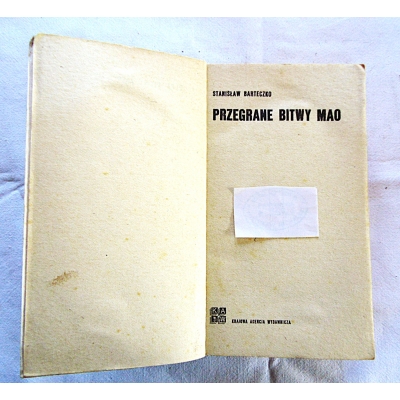 STANISŁAW BARTECZKO
PRZEGRANE BITWY MAO
KRAJOWA AGENCJA WYDAWNICZA